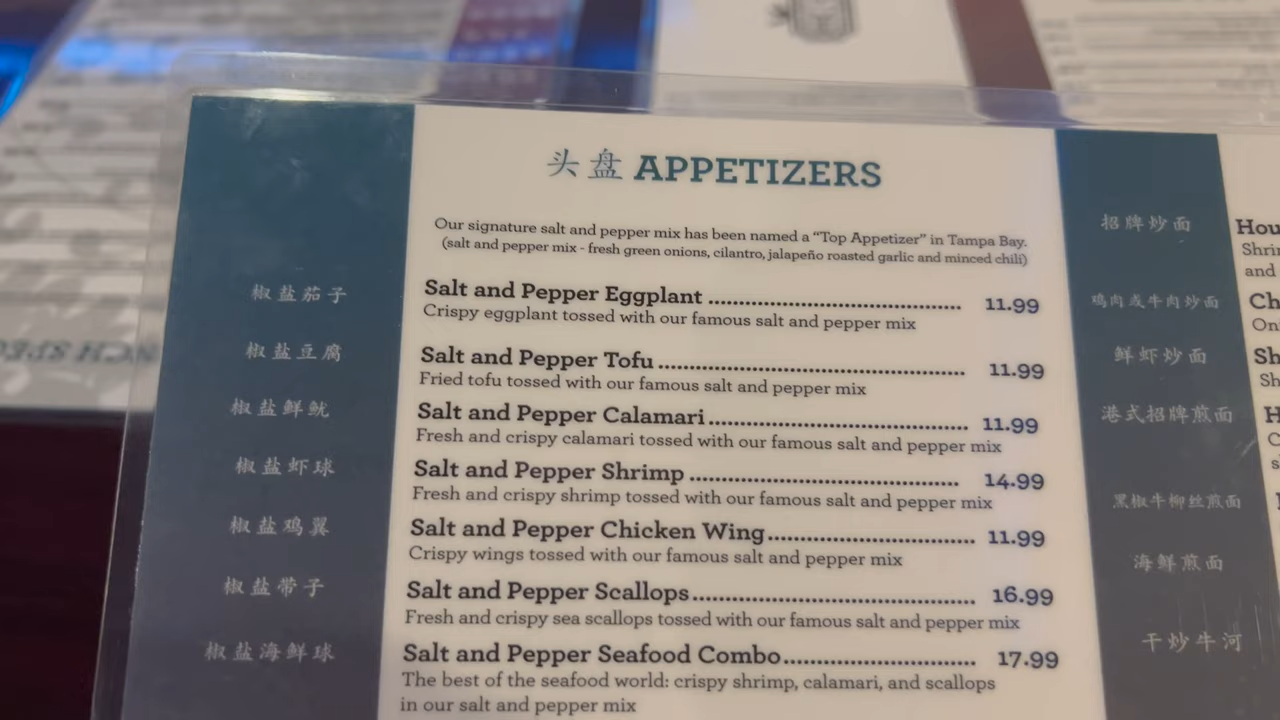 头盘 APPETIZERS
Our signature salt and pepper mix has been named a “Top Appetizer” in Tampa Bay.
(salt and pepper mix - fresh green onions, cilantro, jalapeño roasted garlic and minced chili)
椒盐茄子 Salt and Pepper Eggplant 11.99
Crispy eggplant tossed with our famous salt and pepper mix
椒盐豆腐 Salt and Pepper Tofu 11.99
Fried tofu tossed with our famous salt and pepper mix
椒盐鲜鱿 Salt and Pepper Calamari 11.99
Fresh and crispy calamari tossed with our famous salt and pepper mix
椒盐虾球 Salt and Pepper Shrimp 14.99
Fresh and crispy shrimp tossed with our famous salt and pepper mix
椒盐鸡翼 Salt and Pepper Chicken Wing 11.99
Crispy wings tossed with our famous salt and pepper mix
椒盐带子 Salt and Pepper Scallops 16.99
Fresh and crispy sea scallops tossed with our famous salt and pepper mix
椒盐海鲜球 Salt and Pepper Seafood Combo 17.99
The best of the seafood world: crispy shrimp, calamari, and scallops
in our salt and pepper mix
招牌炒面
and
鸡肉或牛肉炒面
鲜虾炒面
港式招牌煎面
黑椒牛柳丝煎面
海鲜煎面
干炒牛河